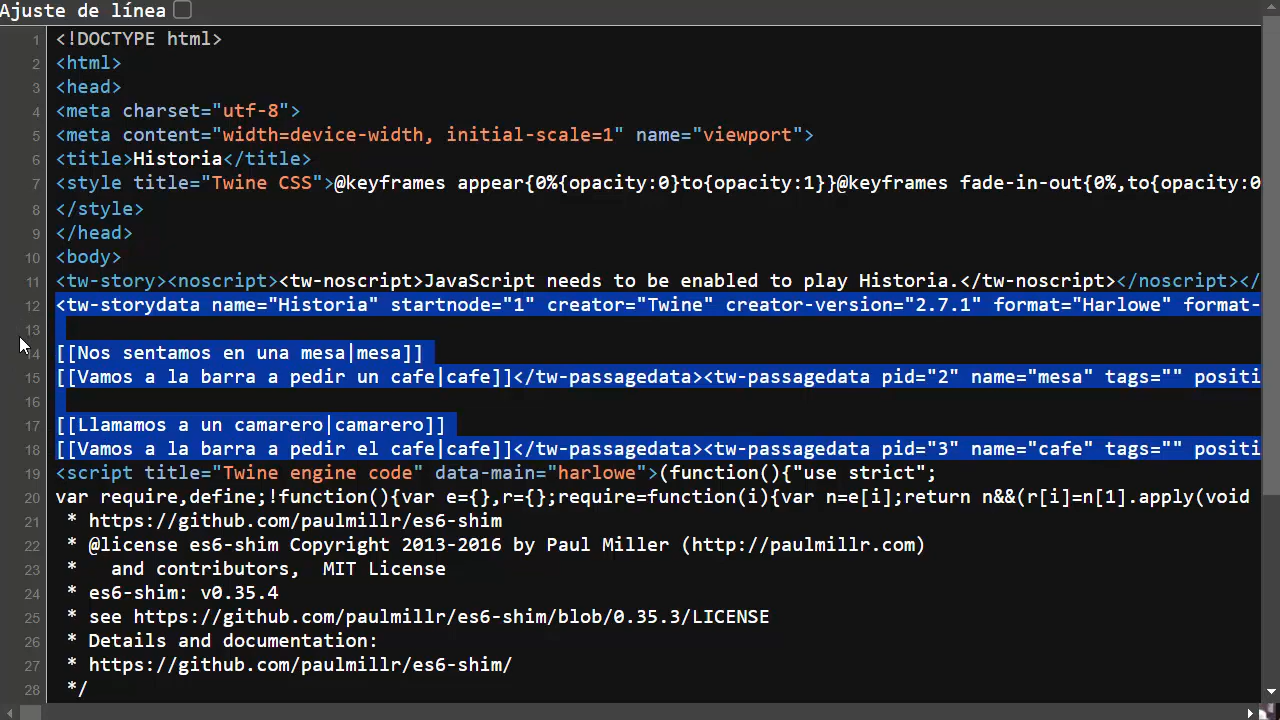 Ajuste de línea
1 <!DOCTYPE html>
2 <html>
3 <head>
4 <meta charset="utf-8">
5 <meta content="width=device-width, initial-scale=1" name="viewport">
6 <title>Historia</title>
7 <style title="Twine CSS">@keyframes appear{0%{opacity:0}to{opacity:1}}@keyframes fade-in-out{0%,to{opacity:0
8 </style>
9 </head>
10 <body>
11 <tw-story><noscript><tw-noscript>JavaScript needs to be enabled to play Historia.</tw-noscript></noscript></
12 <tw-storydata name="Historia" startnode="1" creator="Twine" creator-version="2.7.1" format="Harlowe" format-
13
14 [[Nos sentamos en una mesa|mesa]]
15 [[Vamos a la barra a pedir un cafe|cafe]]</tw-passagedata><tw-passagedata pid="2" name="mesa" tags="" positi
16
17 [[Llamamos a un camarero|camarero]]
18 [[Vamos a la barra a pedir el cafe|cafe]]</tw-passagedata><tw-passagedata pid="3" name="cafe" tags="" positi
19 <script title="Twine engine code" data-main="harlowe">(function(){"use strict";
20 var require,define;!function(){var e={},r={};require=function(i){var n=e[i];return n&&(r[i]=n[1].apply(void
21 * https://github.com/paulmillr/es6-shim
22 * @license es6-shim Copyright 2013-2016 by Paul Miller (http://paulmillr.com)
23 *   and contributors,  MIT License
24 * es6-shim: v0.35.4
25 * see https://github.com/paulmillr/es6-shim/blob/0.35.3/LICENSE
26 * Details and documentation:
27 * https://github.com/paulmillr/es6-shim/
28 */